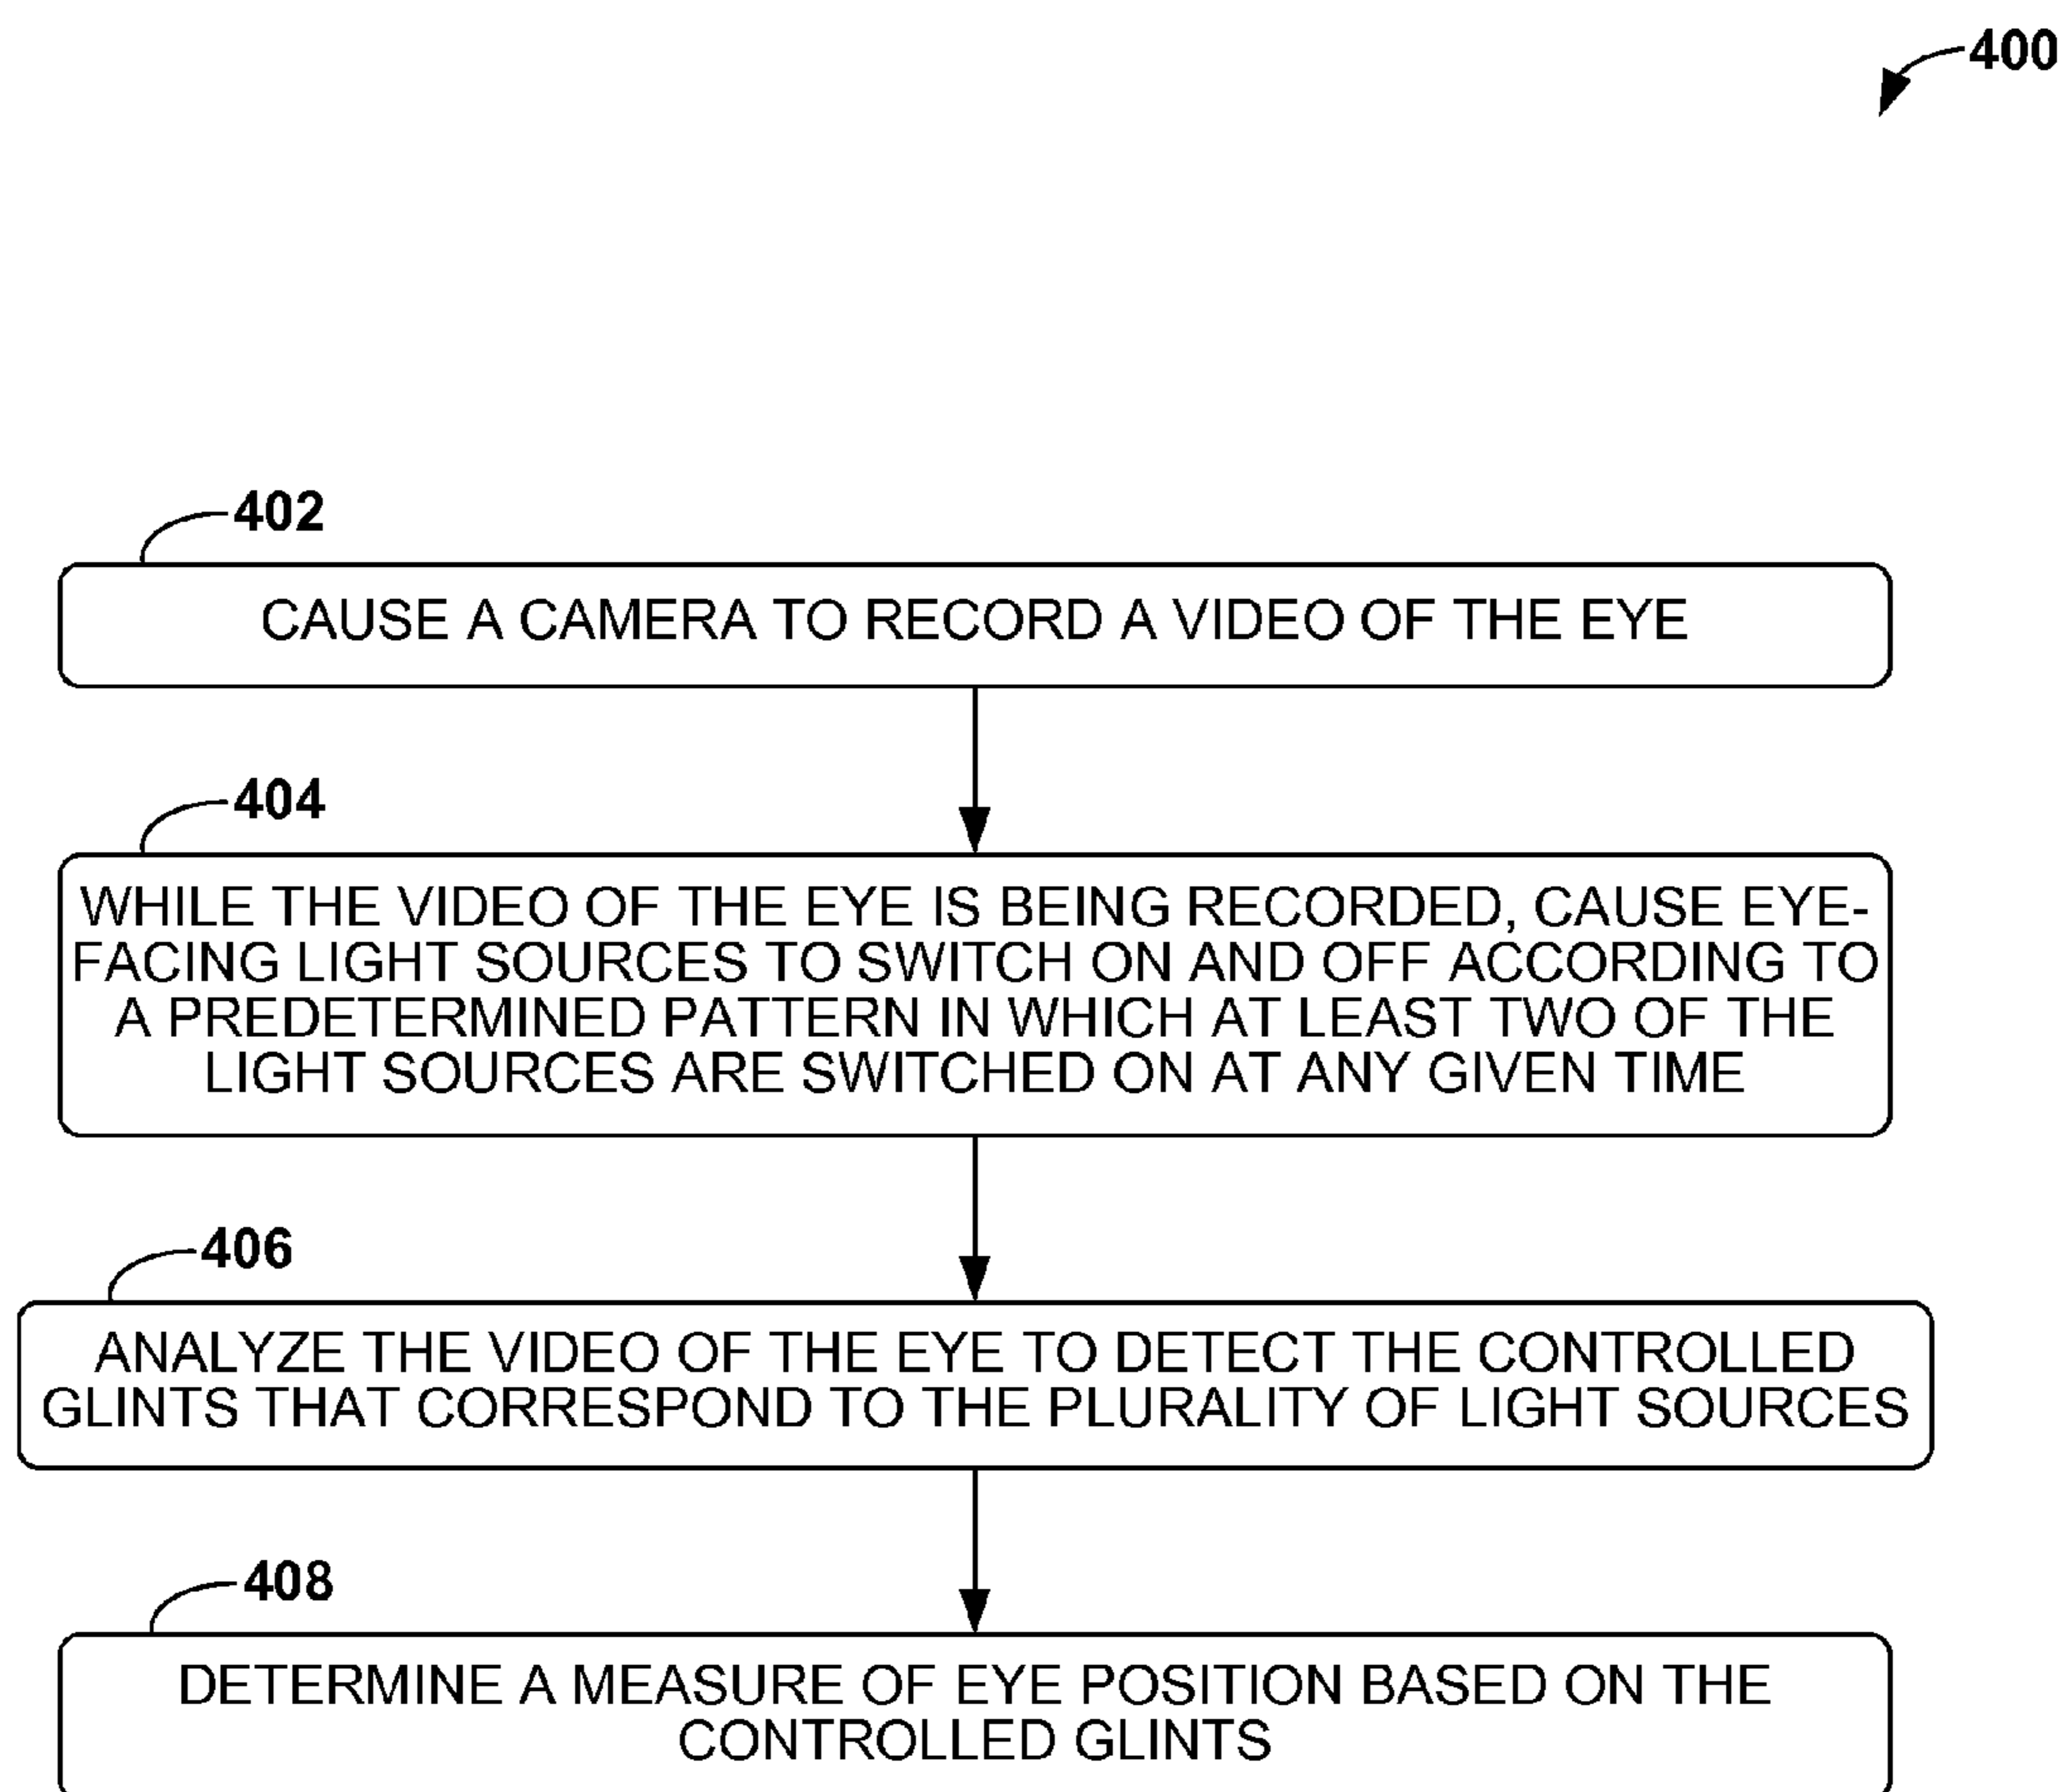 400
402
CAUSE A CAMERA TO RECORD A VIDEO OF THE EYE
404
WHILE THE VIDEO OF THE EYE IS BEING RECORDED, CAUSE EYE-
FACING LIGHT SOURCES TO SWITCH ON AND OFF ACCORDING TO
A PREDETERMINED PATTERN IN WHICH AT LEAST TWO OF THE
LIGHT SOURCES ARE SWITCHED ON AT ANY GIVEN TIME
406
ANALYZE THE VIDEO OF THE EYE TO DETECT THE CONTROLLED
GLINTS THAT CORRESPOND TO THE PLURALITY OF LIGHT SOURCES
408
DETERMINE A MEASURE OF EYE POSITION BASED ON THE
CONTROLLED GLINTS